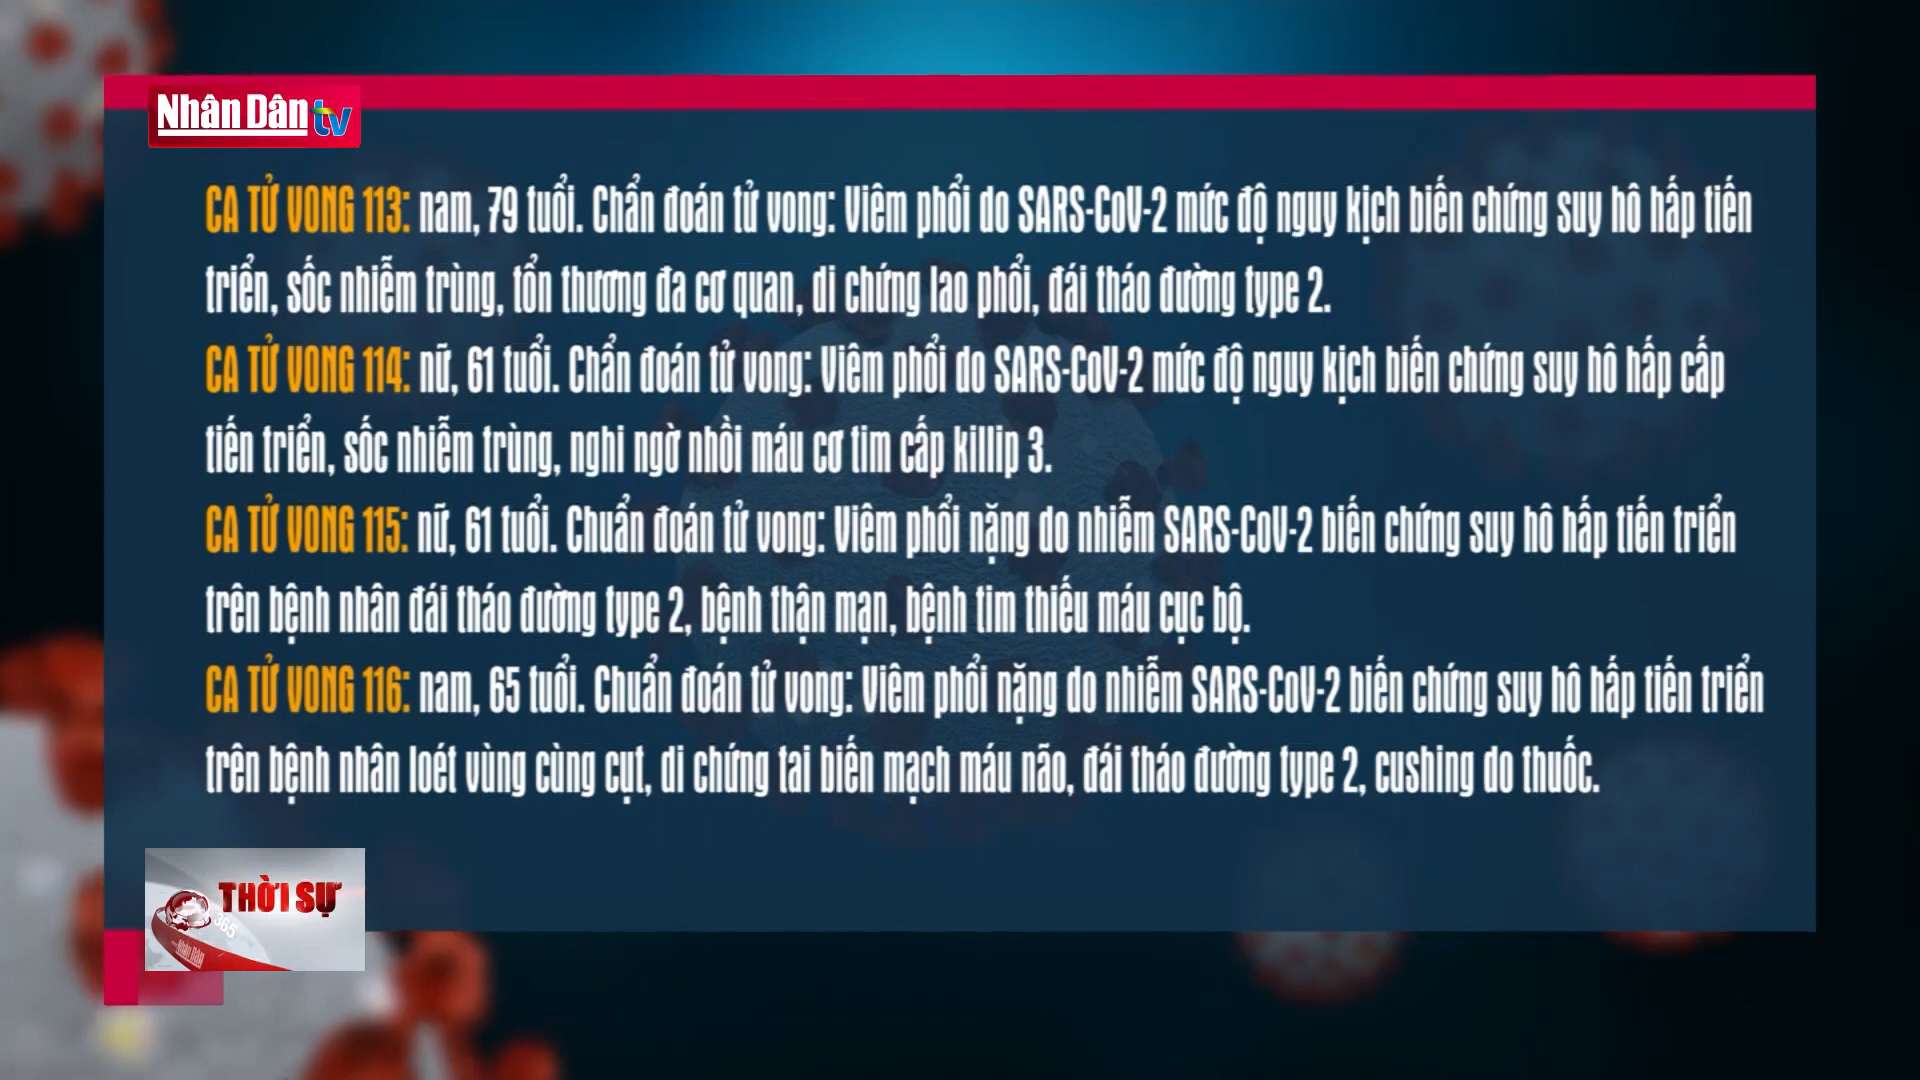 Nhân Dân tv
CA TỬ VONG 113: nam, 79 tuổi. Chẩn đoán tử vong: Viêm phổi do SARS-CoV-2 mức độ nguy kịch biến chứng suy hô hấp tiến
triển, sốc nhiễm trùng, tổn thương đa cơ quan, di chứng lao phổi, đái tháo đường type 2.
CA TỬ VONG 114: nữ, 61 tuổi. Chẩn đoán tử vong: Viêm phổi do SARS-CoV-2 mức độ nguy kịch biến chứng suy hô hấp cấp
tiến triển, sốc nhiễm trùng, nghi ngờ nhồi máu cơ tim cấp killip 3.
CA TỬ VONG 115: nữ, 61 tuổi. Chuẩn đoán tử vong: Viêm phổi nặng do nhiễm SARS-CoV-2 biến chứng suy hô hấp tiến triển
trên bệnh nhân đái tháo đường type 2, bệnh thận mạn, bệnh tim thiếu máu cục bộ.
CA TỬ VONG 116: nam, 65 tuổi. Chuẩn đoán tử vong: Viêm phổi nặng do nhiễm SARS-CoV-2 biến chứng suy hô hấp tiến triển
trên bệnh nhân loét vùng cùng cụt, di chứng tai biến mạch máu não, đái tháo đường type 2, cushing do thuốc.
THỜI SỰ
365
Nhân Dân